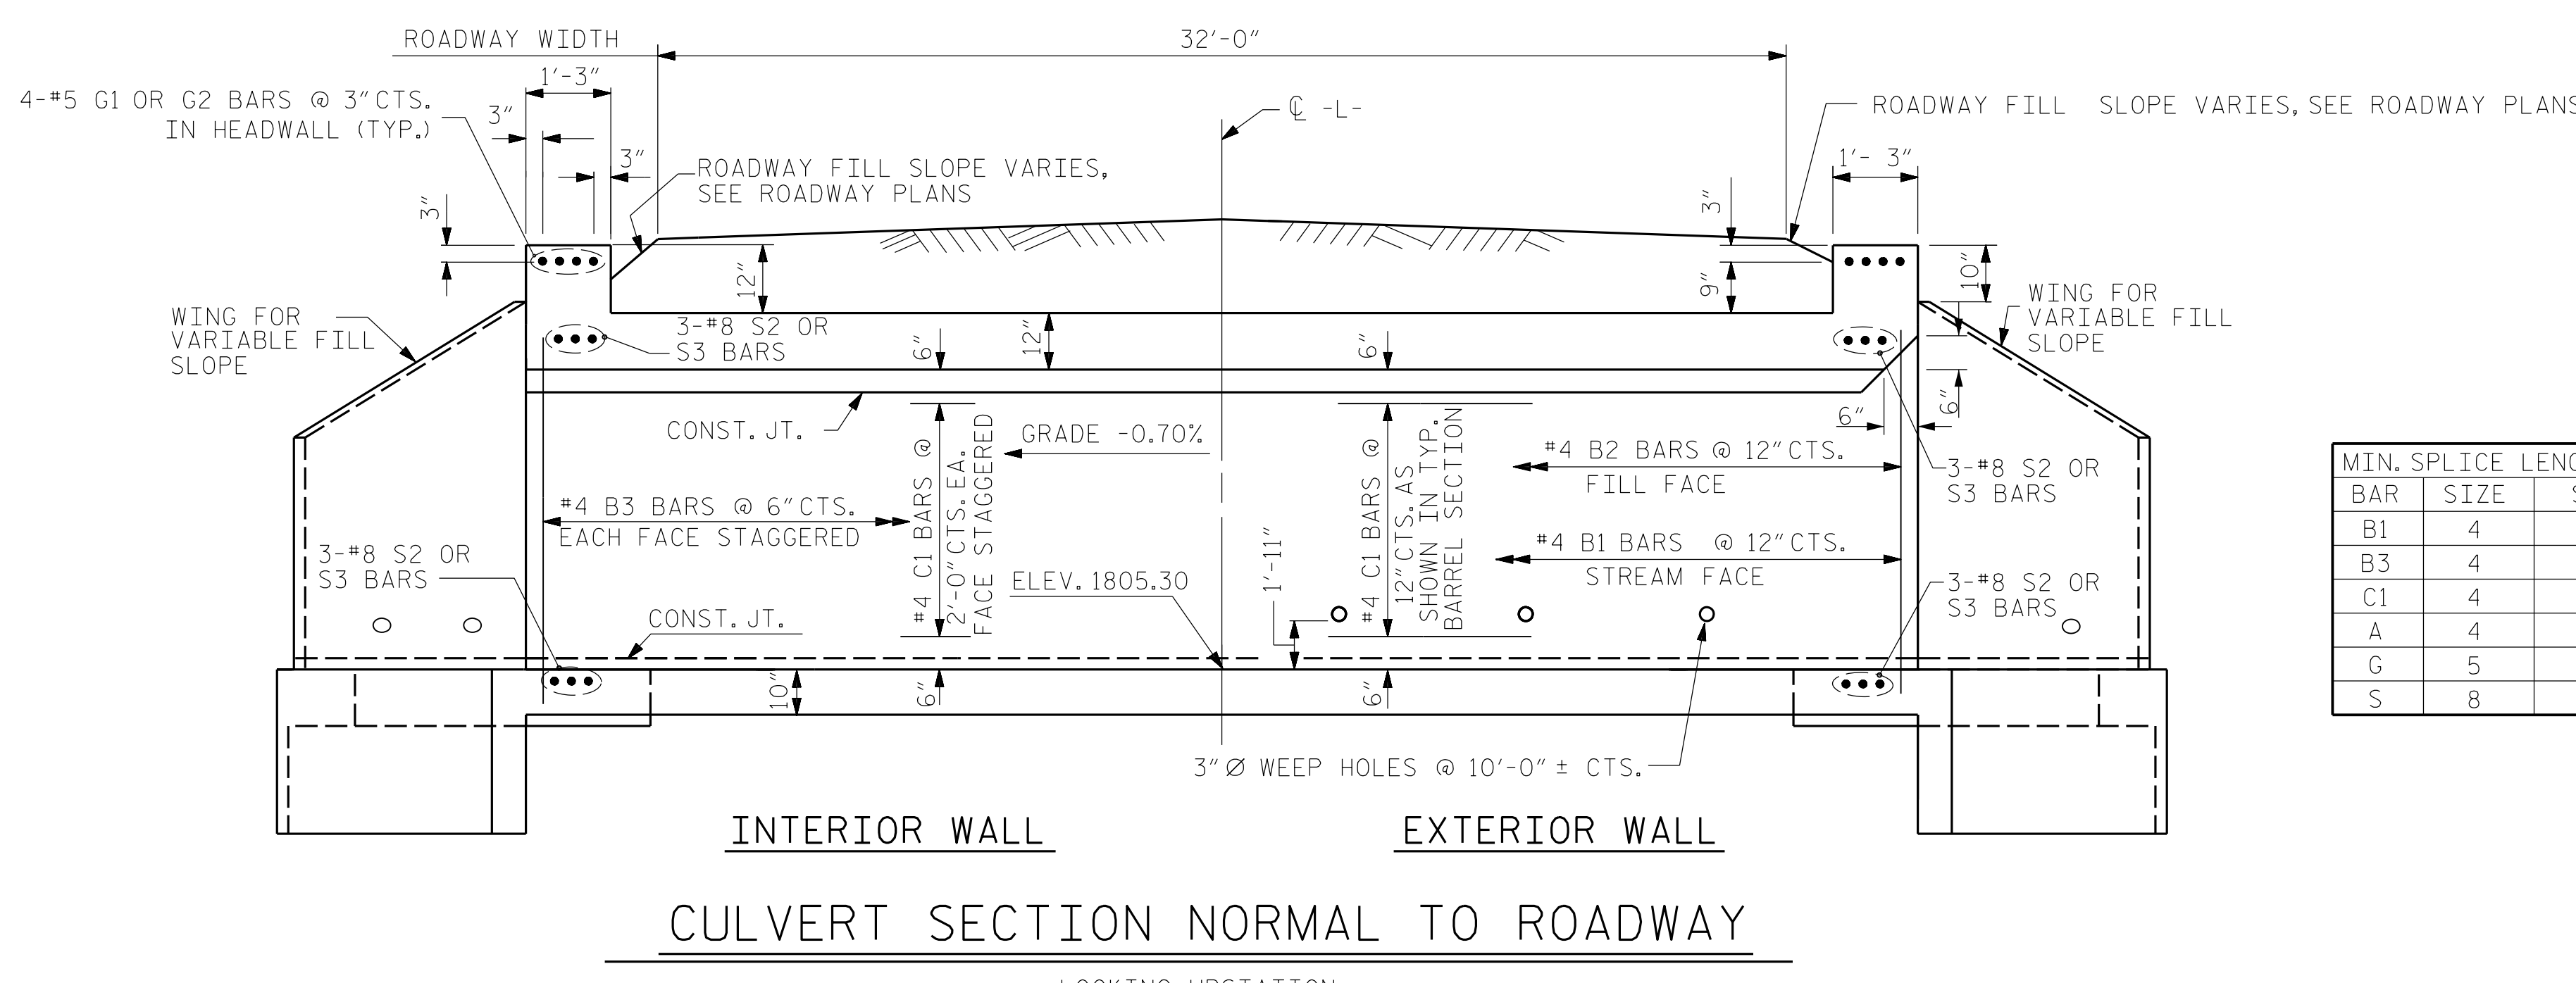 ROADWAY WIDTH
32'-0"
1'-3"
4-#5 G1 OR G2 BARS @ 3"CTS.
IN HEADWALL (TYP.)
3"
3"
3"
℄ -L-
ROADWAY FILL SLOPE VARIES, SEE ROADWAY PLANS
1'- 3"
ROADWAY FILL SLOPE VARIES,
SEE ROADWAY PLANS
3"
12"
9"
10"
WING FOR
VARIABLE FILL
SLOPE
WING FOR
VARIABLE FILL
SLOPE
3-#8 S2 OR
S3 BARS
6"
12"
6"
6"
6"
CONST. JT.
GRADE -0.70%
#4 C1 BARS @
2'-0"CTS. EA.
FACE STAGGERED
#4 C1 BARS @
12"CTS. AS
SHOWN IN TYP.
BARREL SECTION
#4 B2 BARS @ 12"CTS.
FILL FACE
3-#8 S2 OR
S3 BARS
#4 B3 BARS @ 6"CTS.
EACH FACE STAGGERED
#4 B1 BARS @ 12"CTS.
STREAM FACE
3-#8 S2 OR
S3 BARS
ELEV. 1805.30
1'-11"
3-#8 S2 OR
S3 BARS
CONST. JT.
10"
6"
6"
3"Ø WEEP HOLES @ 10'-0"± CTS.
MIN. SPLICE
BAR SIZE
B1 4
B3 4
C1 4
A 4
G 5
S 8
INTERIOR WALL
EXTERIOR WALL
CULVERT SECTION NORMAL TO ROADWAY
LOOKING UPSTATION